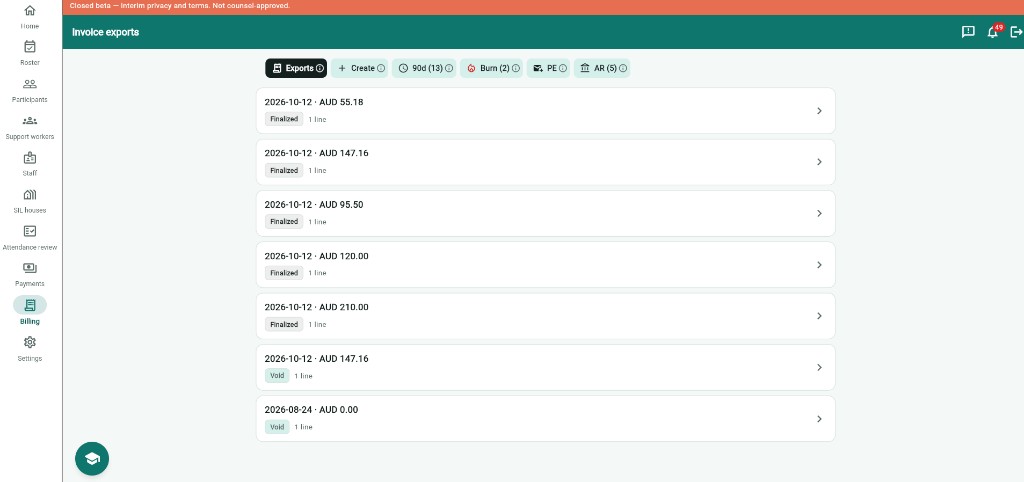 Closed beta — Interim privacy and terms. Not counsel-approved.
Invoice exports
49
Home
Roster
Participants
Support workers
Staff
SIL houses
Attendance review
Payments
Billing
Settings
Exports
Create
90d (13)
Burn (2)
PE
AR (5)
2026-10-12 · AUD 55.18
Finalized 1 line
2026-10-12 · AUD 147.16
Finalized 1 line
2026-10-12 · AUD 95.50
Finalized 1 line
2026-10-12 · AUD 120.00
Finalized 1 line
2026-10-12 · AUD 210.00
Finalized 1 line
2026-10-12 · AUD 147.16
Void 1 line
2026-08-24 · AUD 0.00
Void 1 line